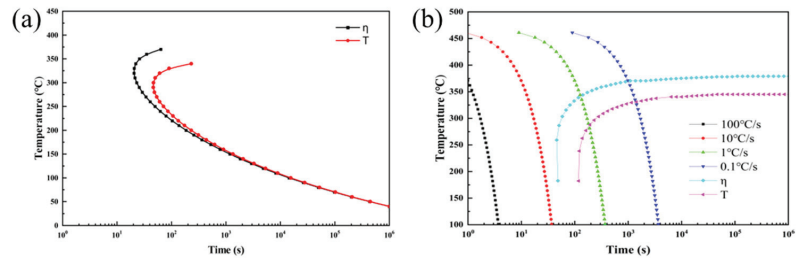 (a)
450
400
350
300
250
200
150
100
50
0
Temperature (°C)
10⁰ 10¹ 10² 10³ 10⁴ 10⁵ 10⁶
Time (s)
η
T
(b)
500
450
400
350
300
250
200
150
100
Temperature (°C)
10⁰ 10¹ 10² 10³ 10⁴ 10⁵ 10⁶
Time (s)
100°C/s
10°C/s
1°C/s
0.1°C/s
η
T